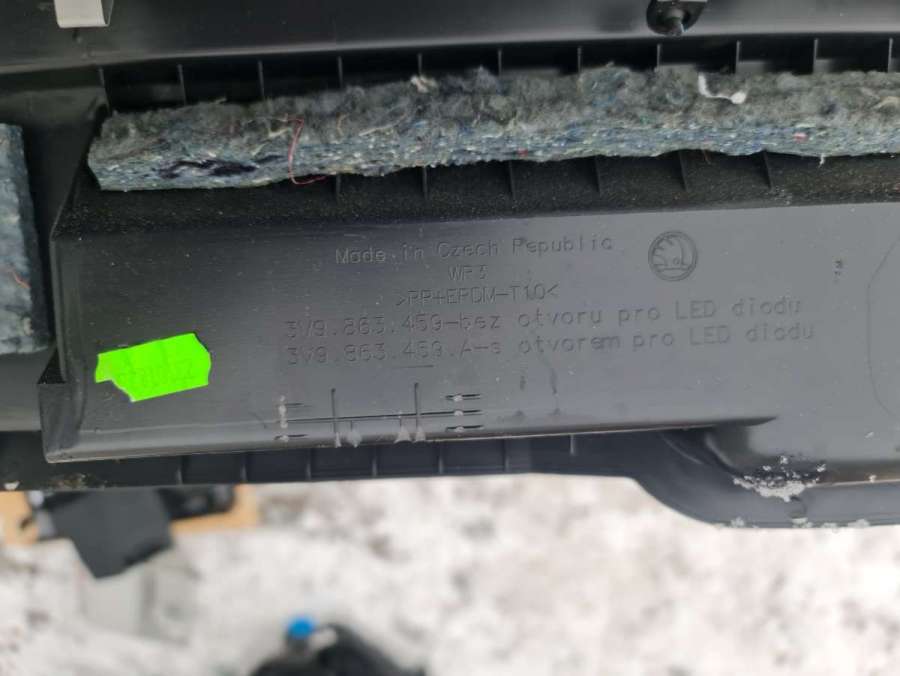 Made in Czech Republic
WP3
>PP+EPDM-T10<
3V9.863.459-bez otvoru pro LED diodu
3V9.863.459.A-s otvorem pro LED diodu